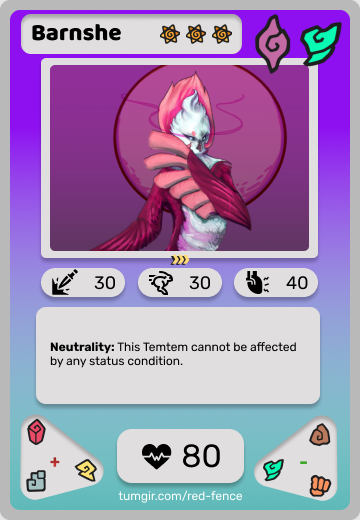 Barnshe
30
30
40
Neutrality: This Temtem cannot be affected
by any status condition.
+
80
-
tumgir.com/red-fence